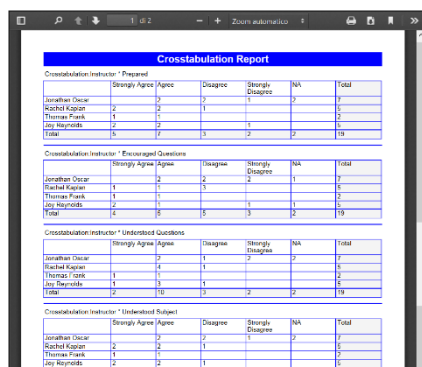 1 di 2 − + Zoom automatico
Crosstabulation Report
Crosstabulation Instructor * Prepared
Strongly Agree Agree Disagree Strongly Disagree NA Total
Jonathan Oscar 2 2 1 2 7
Rachel Kaplan 2 2 1 5
Thomas Frank 1 1 2
Joy Reynolds 2 2 1 5
Total 5 7 3 2 2 19
Crosstabulation Instructor * Encouraged Questions
Strongly Agree Agree Disagree Strongly Disagree NA Total
Jonathan Oscar 2 2 2 1 7
Rachel Kaplan 1 1 3 5
Thomas Frank 1 1 2
Joy Reynolds 2 1 1 1 5
Total 4 5 3 2 19
Crosstabulation Instructor * Understood Questions
Strongly Agree Agree Disagree Strongly Disagree NA Total
Jonathan Oscar 2 1 2 2 7
Rachel Kaplan 4 1 5
Thomas Frank 1 1 2
Joy Reynolds 1 3 1 5
Total 2 10 3 2 2 19
Crosstabulation Instructor * Understood Subject
Strongly Agree Agree Disagree Strongly Disagree NA Total
Jonathan Oscar 2 2 1 2 7
Rachel Kaplan 2 2 1 5
Thomas Frank 1 1 2
Joy Reynolds 2 2 1 5